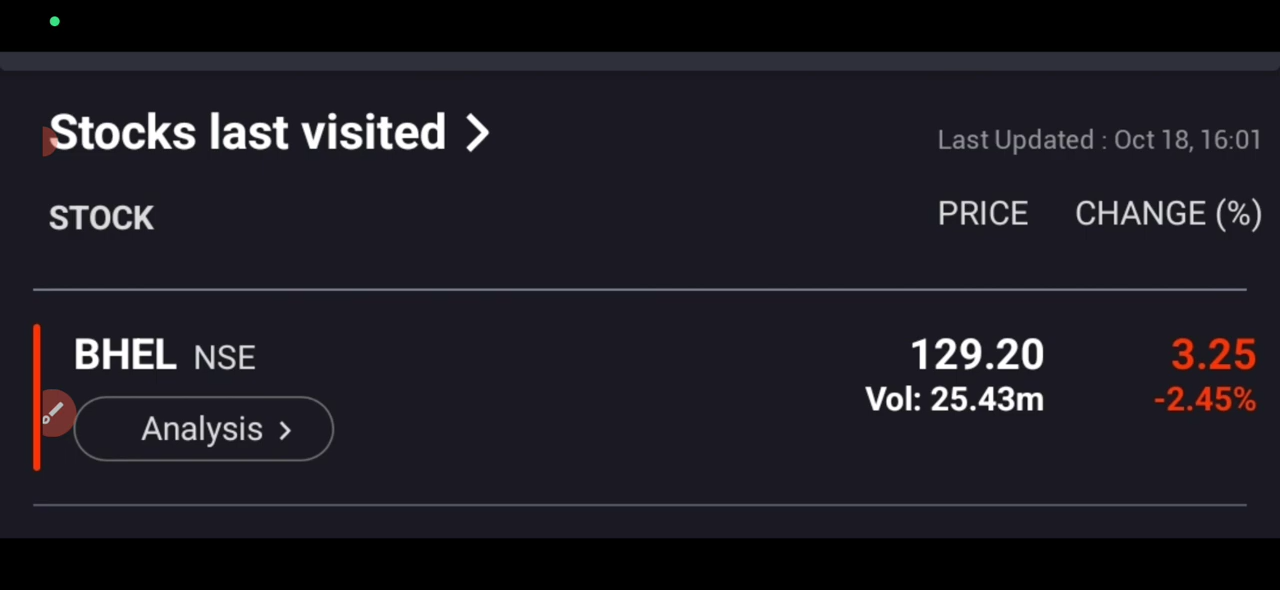 Stocks last visited
Last Updated : Oct 18, 16:01
STOCK PRICE CHANGE (%)
BHEL NSE 129.20 3.25
Vol: 25.43m -2.45%
Analysis